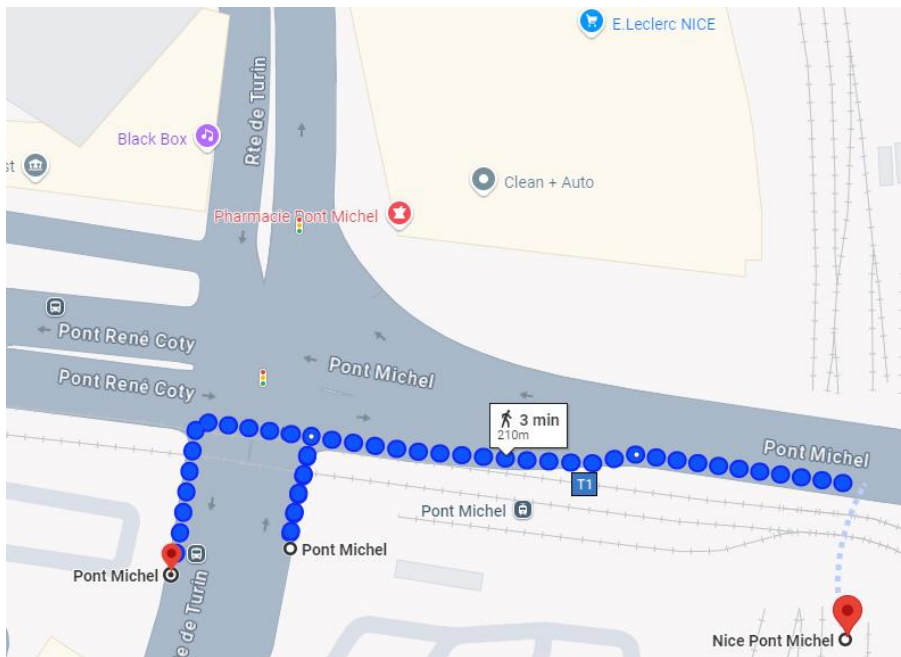 E.Leclerc NICE
Rte de Turin
Black Box
st
Clean + Auto
Pharmacie Pont Michel
Pont René Coty
Pont Michel
Pont René Coty
3 min
210m
Pont Michel
T1
Pont Michel
Pont Michel
Pont Michel
e de Turin
Nice Pont Michel